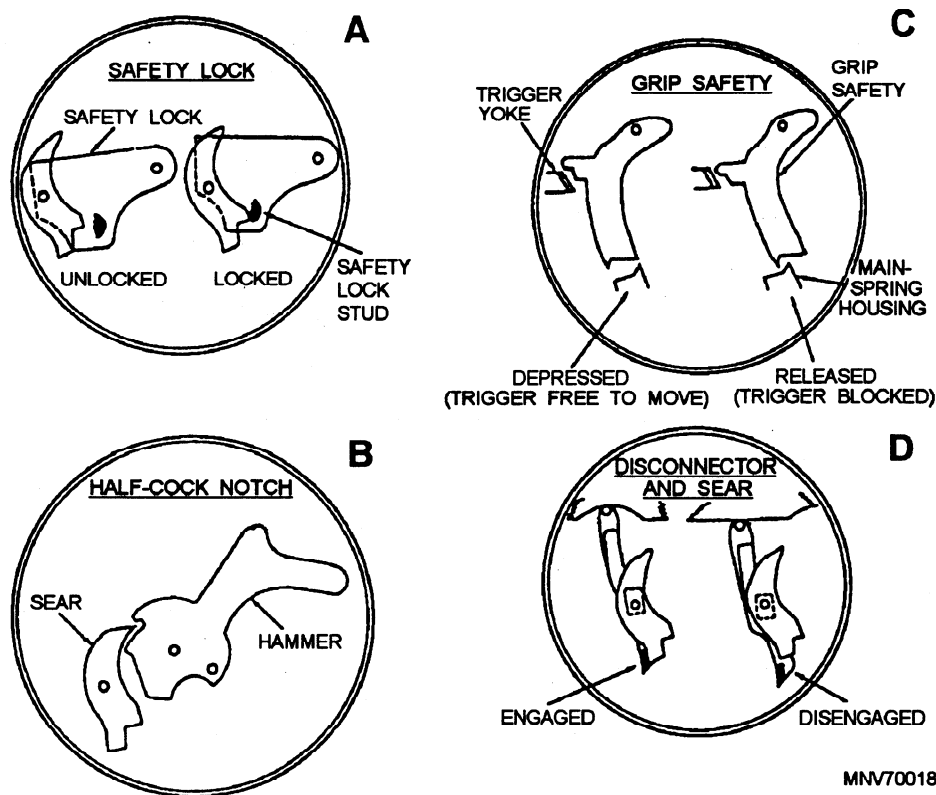 A
SAFETY LOCK
SAFETY LOCK
UNLOCKED
LOCKED
SAFETY
LOCK
STUD
C
GRIP SAFETY
TRIGGER
YOKE
GRIP
SAFETY
MAIN-
SPRING
HOUSING
DEPRESSED
(TRIGGER FREE TO MOVE)
RELEASED
(TRIGGER BLOCKED)
B
HALF-COCK NOTCH
SEAR
HAMMER
D
DISCONNECTOR
AND SEAR
ENGAGED
DISENGAGED
MNV70018